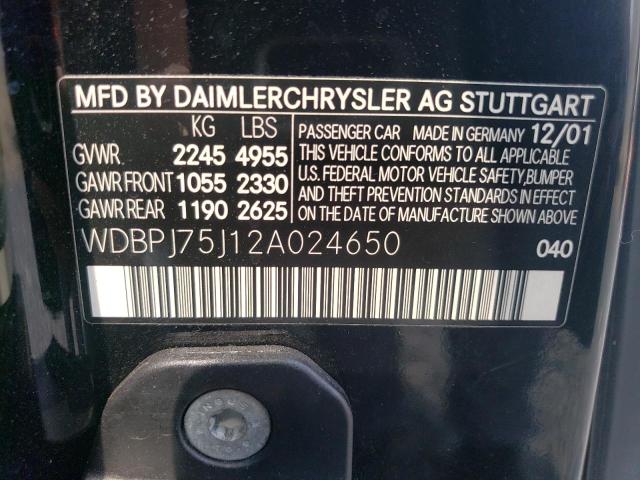 MFD BY DAIMLERCHRYSLER AG STUTTGART
KG LBS
GVWR 2245 4955
GAWR FRONT 1055 2330
GAWR REAR 1190 2625
PASSENGER CAR MADE IN GERMANY 12/01
THIS VEHICLE CONFORMS TO ALL APPLICABLE
U.S. FEDERAL MOTOR VEHICLE SAFETY,BUMPER
AND THEFT PREVENTION STANDARDS IN EFFECT
ON THE DATE OF MANUFACTURE SHOWN ABOVE
WDBPJ75J12A024650
040